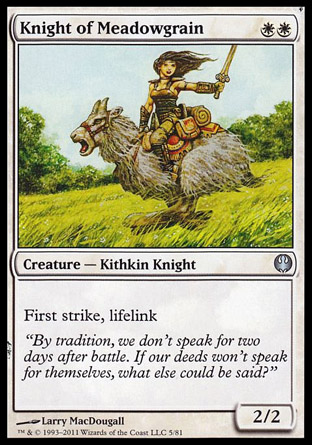 Knight of Meadowgrain
Creature — Kithkin Knight
First strike, lifelink
“By tradition, we don’t speak for two
days after battle. If our deeds won’t speak
for themselves, what else could be said?”
Larry MacDougall
™ & © 1993–2011 Wizards of the Coast LLC 5/81
2/2